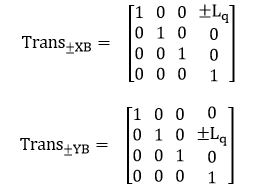 Trans±XB =
1 0 0 ±Lq
0 1 0 0
0 0 1 0
0 0 0 1
Trans±YB =
1 0 0 0
0 1 0 ±Lq
0 0 1 0
0 0 0 1